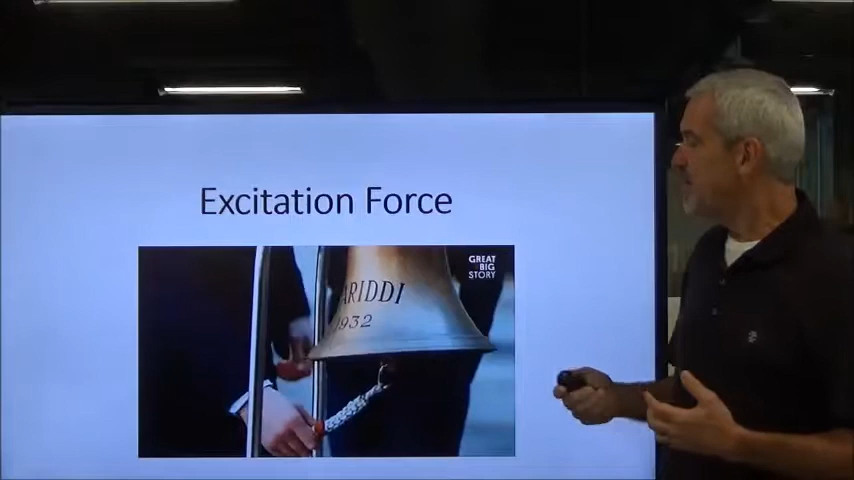 Excitation Force
GREAT
BIG
STORY
ARIDDI
1932